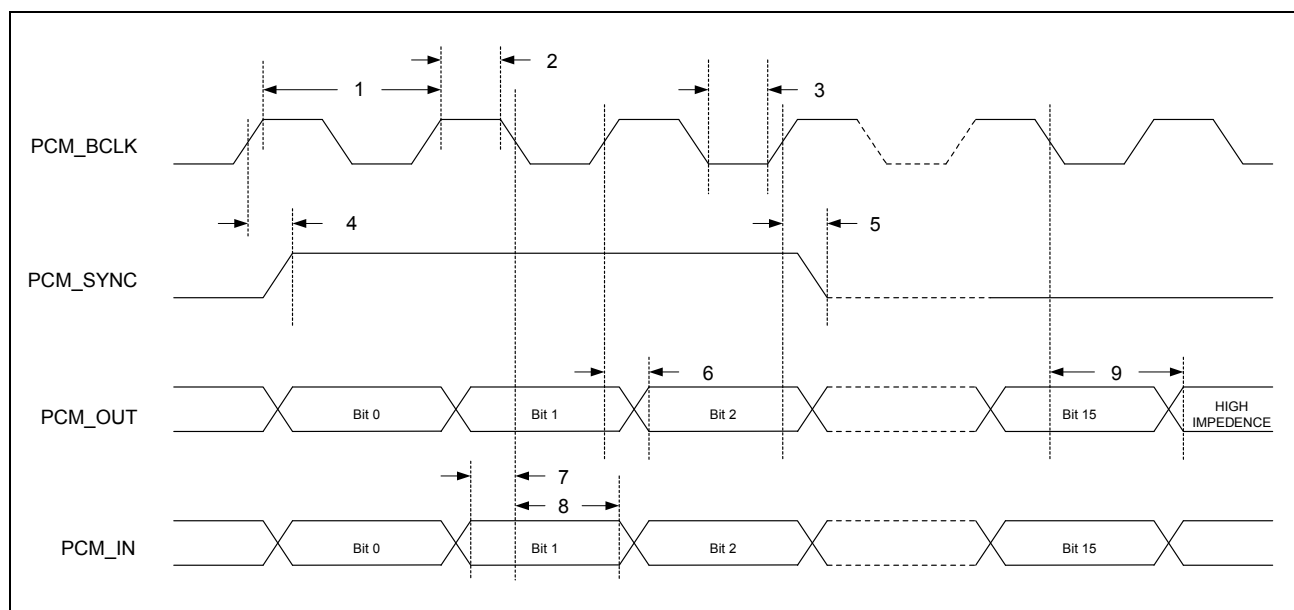 2
1
3
PCM_BCLK
4
5
PCM_SYNC
6
9
PCM_OUT
Bit 0
Bit 1
Bit 2
Bit 15
HIGH
IMPEDENCE
7
8
PCM_IN
Bit 0
Bit 1
Bit 2
Bit 15